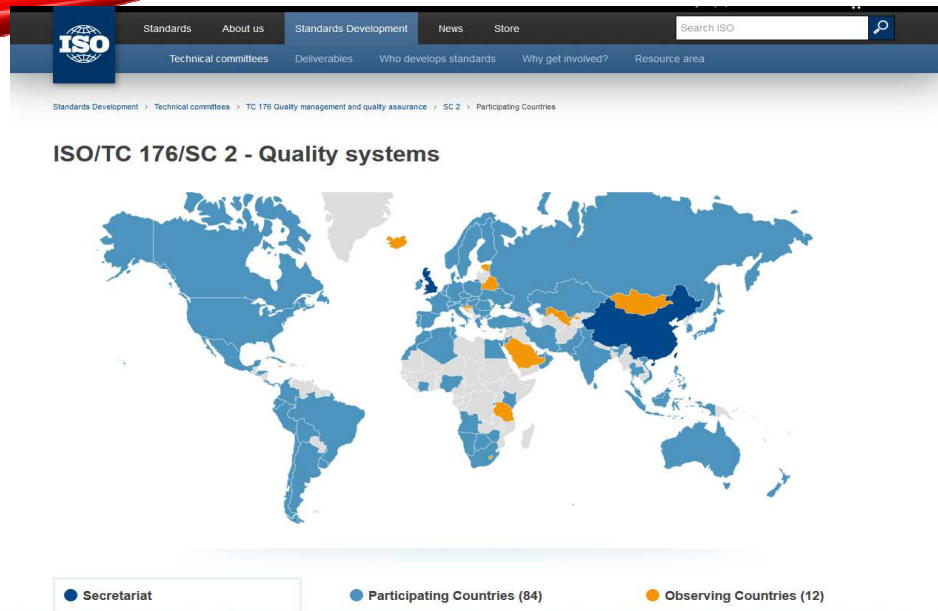 ISO
Standards About us Standards Development News Store
Search ISO
Technical committees Deliverables Who develops standards Why get involved? Resource area
Standards Development > Technical committees > TC 176 Quality management and quality assurance > SC 2 > Participating Countries
ISO/TC 176/SC 2 - Quality systems
Secretariat Participating Countries (84) Observing Countries (12)